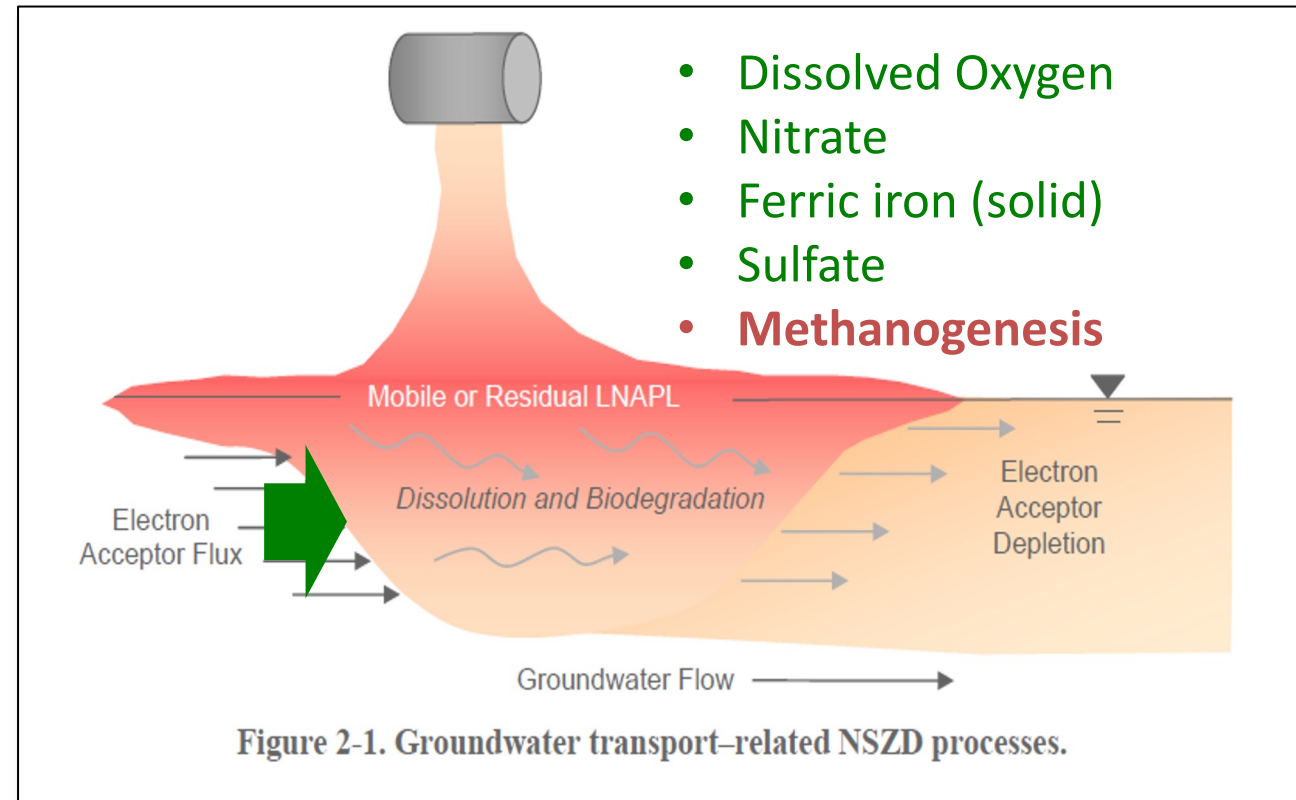 • Dissolved Oxygen
• Nitrate
• Ferric iron (solid)
• Sulfate
• Methanogenesis
Mobile or Residual LNAPL
Dissolution and Biodegradation
Electron
Acceptor Flux
Electron
Acceptor
Depletion
Groundwater Flow
Figure 2-1. Groundwater transport–related NSZD processes.